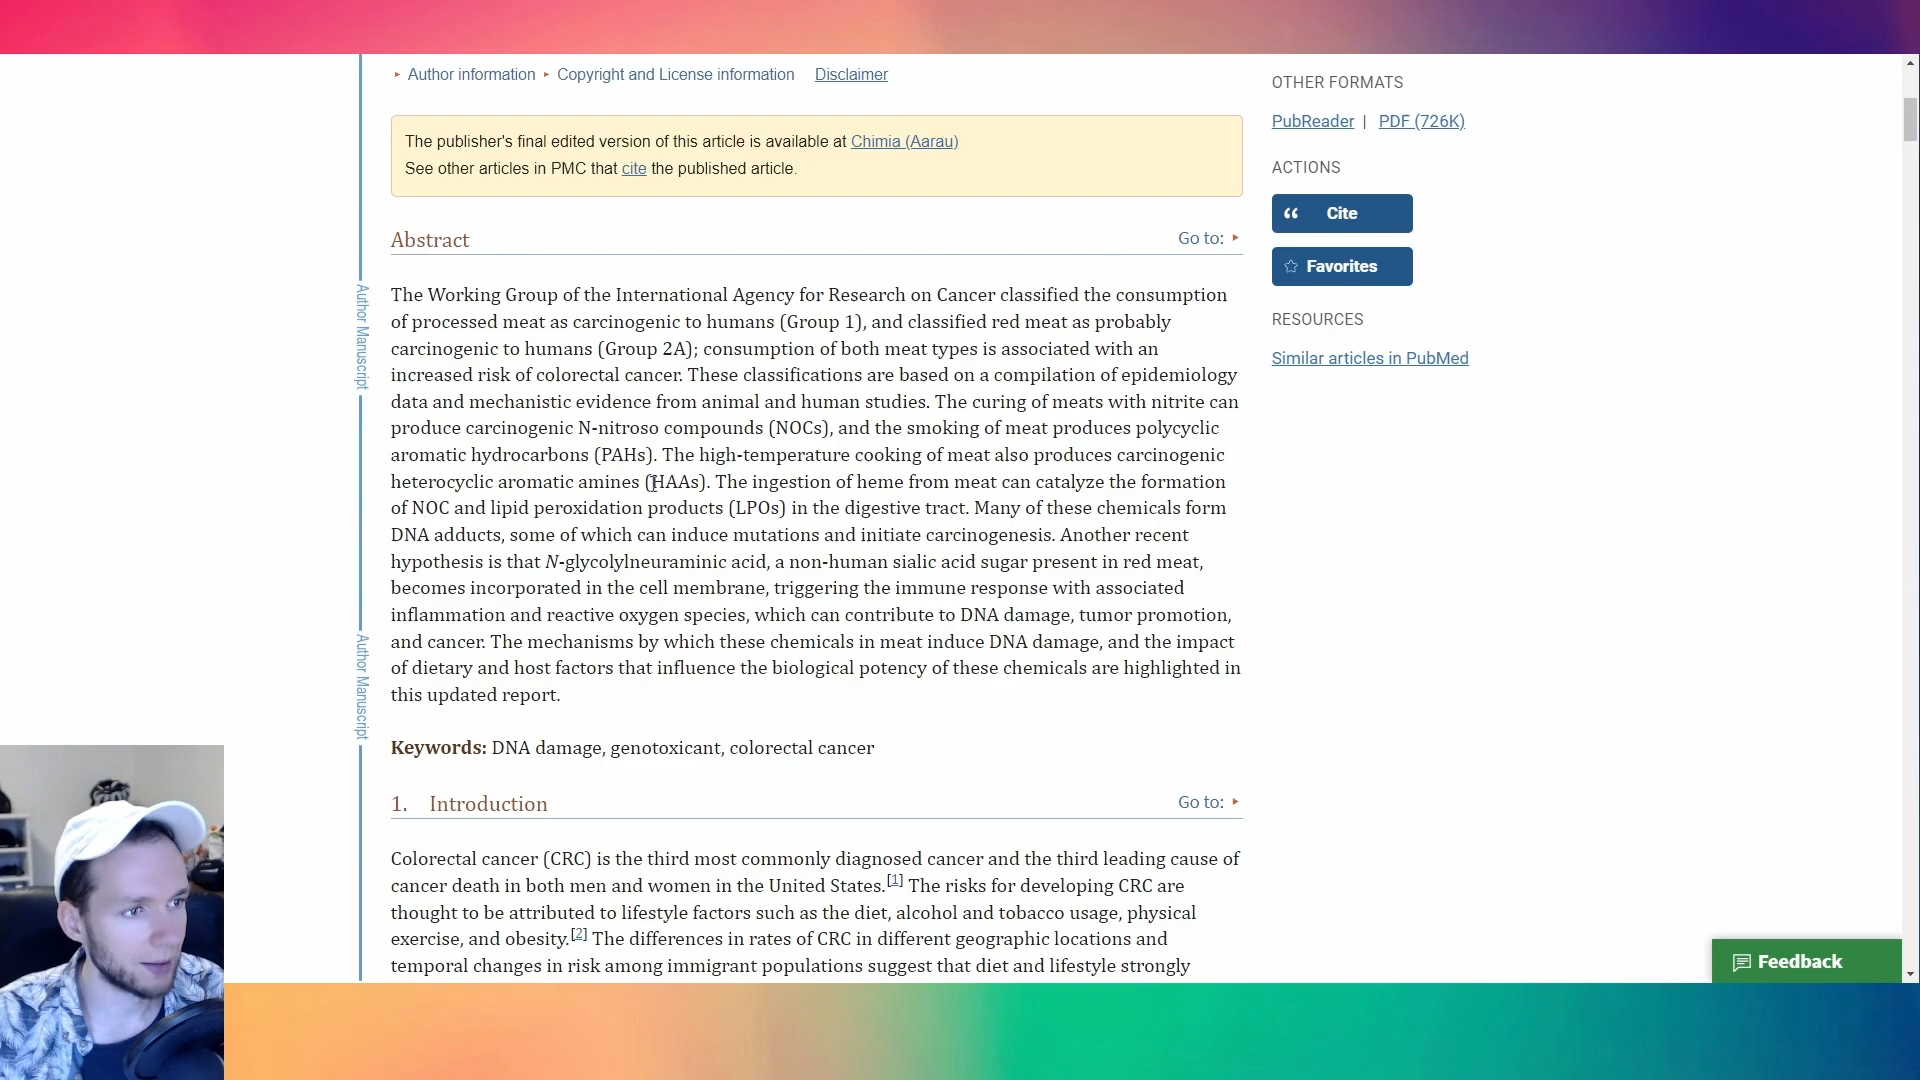 Author information Copyright and License information Disclaimer
The publisher's final edited version of this article is available at Chimia (Aarau)
See other articles in PMC that cite the published article.
Abstract
Go to:
The Working Group of the International Agency for Research on Cancer classified the consumption
of processed meat as carcinogenic to humans (Group 1), and classified red meat as probably
carcinogenic to humans (Group 2A); consumption of both meat types is associated with an
increased risk of colorectal cancer. These classifications are based on a compilation of epidemiology
data and mechanistic evidence from animal and human studies. The curing of meats with nitrite can
produce carcinogenic N-nitroso compounds (NOCs), and the smoking of meat produces polycyclic
aromatic hydrocarbons (PAHs). The high-temperature cooking of meat also produces carcinogenic
heterocyclic aromatic amines (HAAs). The ingestion of heme from meat can catalyze the formation
of NOC and lipid peroxidation products (LPOs) in the digestive tract. Many of these chemicals form
DNA adducts, some of which can induce mutations and initiate carcinogenesis. Another recent
hypothesis is that N-glycolylneuraminic acid, a non-human sialic acid sugar present in red meat,
becomes incorporated in the cell membrane, triggering the immune response with associated
inflammation and reactive oxygen species, which can contribute to DNA damage, tumor promotion,
and cancer. The mechanisms by which these chemicals in meat induce DNA damage, and the impact
of dietary and host factors that influence the biological potency of these chemicals are highlighted in
this updated report.
Keywords: DNA damage, genotoxicant, colorectal cancer
1. Introduction
Go to:
Colorectal cancer (CRC) is the third most commonly diagnosed cancer and the third leading cause of
cancer death in both men and women in the United States.[1] The risks for developing CRC are
thought to be attributed to lifestyle factors such as the diet, alcohol and tobacco usage, physical
exercise, and obesity.[2] The differences in rates of CRC in different geographic locations and
temporal changes in risk among immigrant populations suggest that diet and lifestyle strongly
Author Manuscript
Author Manuscript
OTHER FORMATS
PubReader | PDF (726K)
ACTIONS
Cite
Favorites
RESOURCES
Similar articles in PubMed
Feedback